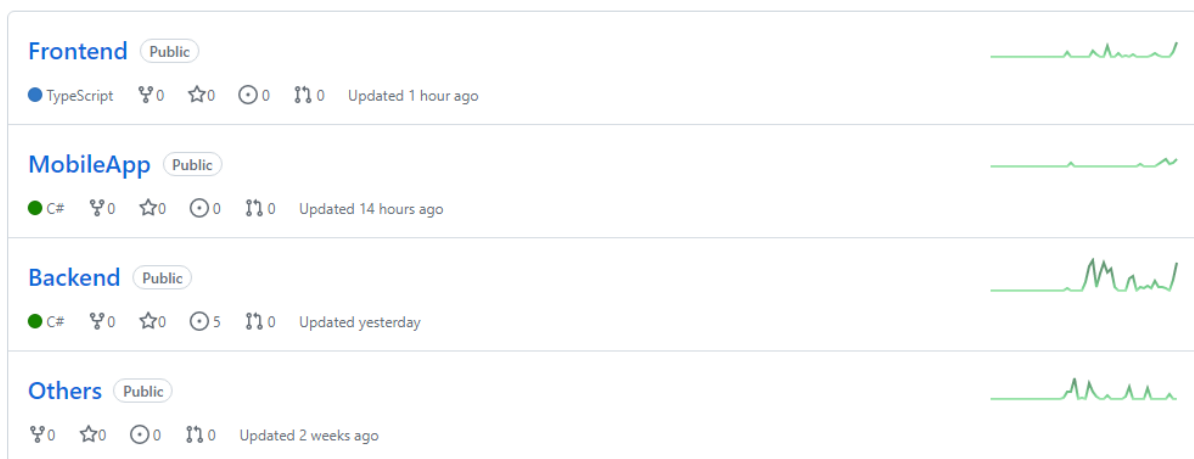 Frontend Public
TypeScript 0 0 0 0 Updated 1 hour ago
MobileApp Public
C# 0 0 0 0 Updated 14 hours ago
Backend Public
C# 0 0 5 0 Updated yesterday
Others Public
0 0 0 0 Updated 2 weeks ago